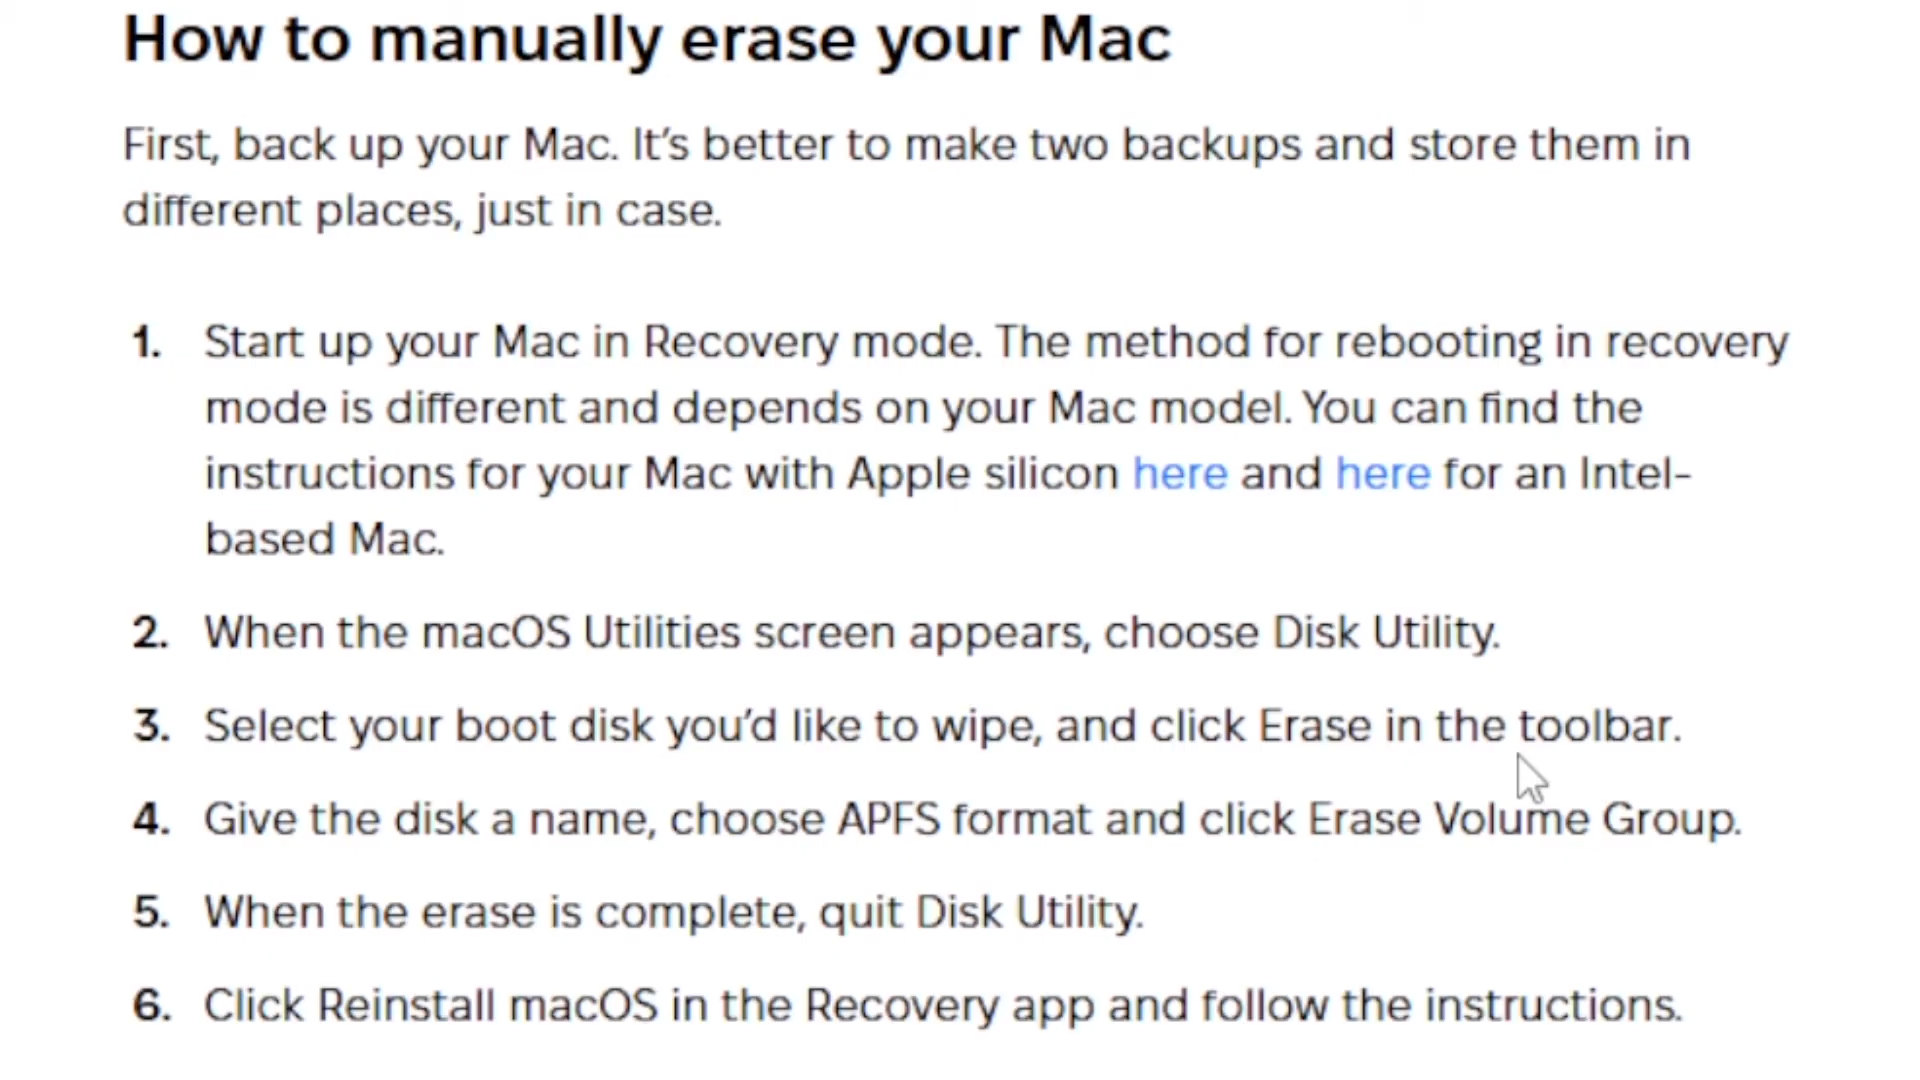 How to manually erase your Mac
First, back up your Mac. It's better to make two backups and store them in
different places, just in case.
1. Start up your Mac in Recovery mode. The method for rebooting in recovery
mode is different and depends on your Mac model. You can find the
instructions for your Mac with Apple silicon here and here for an Intel-
based Mac.
2. When the macOS Utilities screen appears, choose Disk Utility.
3. Select your boot disk you'd like to wipe, and click Erase in the toolbar.
4. Give the disk a name, choose APFS format and click Erase Volume Group.
5. When the erase is complete, quit Disk Utility.
6. Click Reinstall macOS in the Recovery app and follow the instructions.